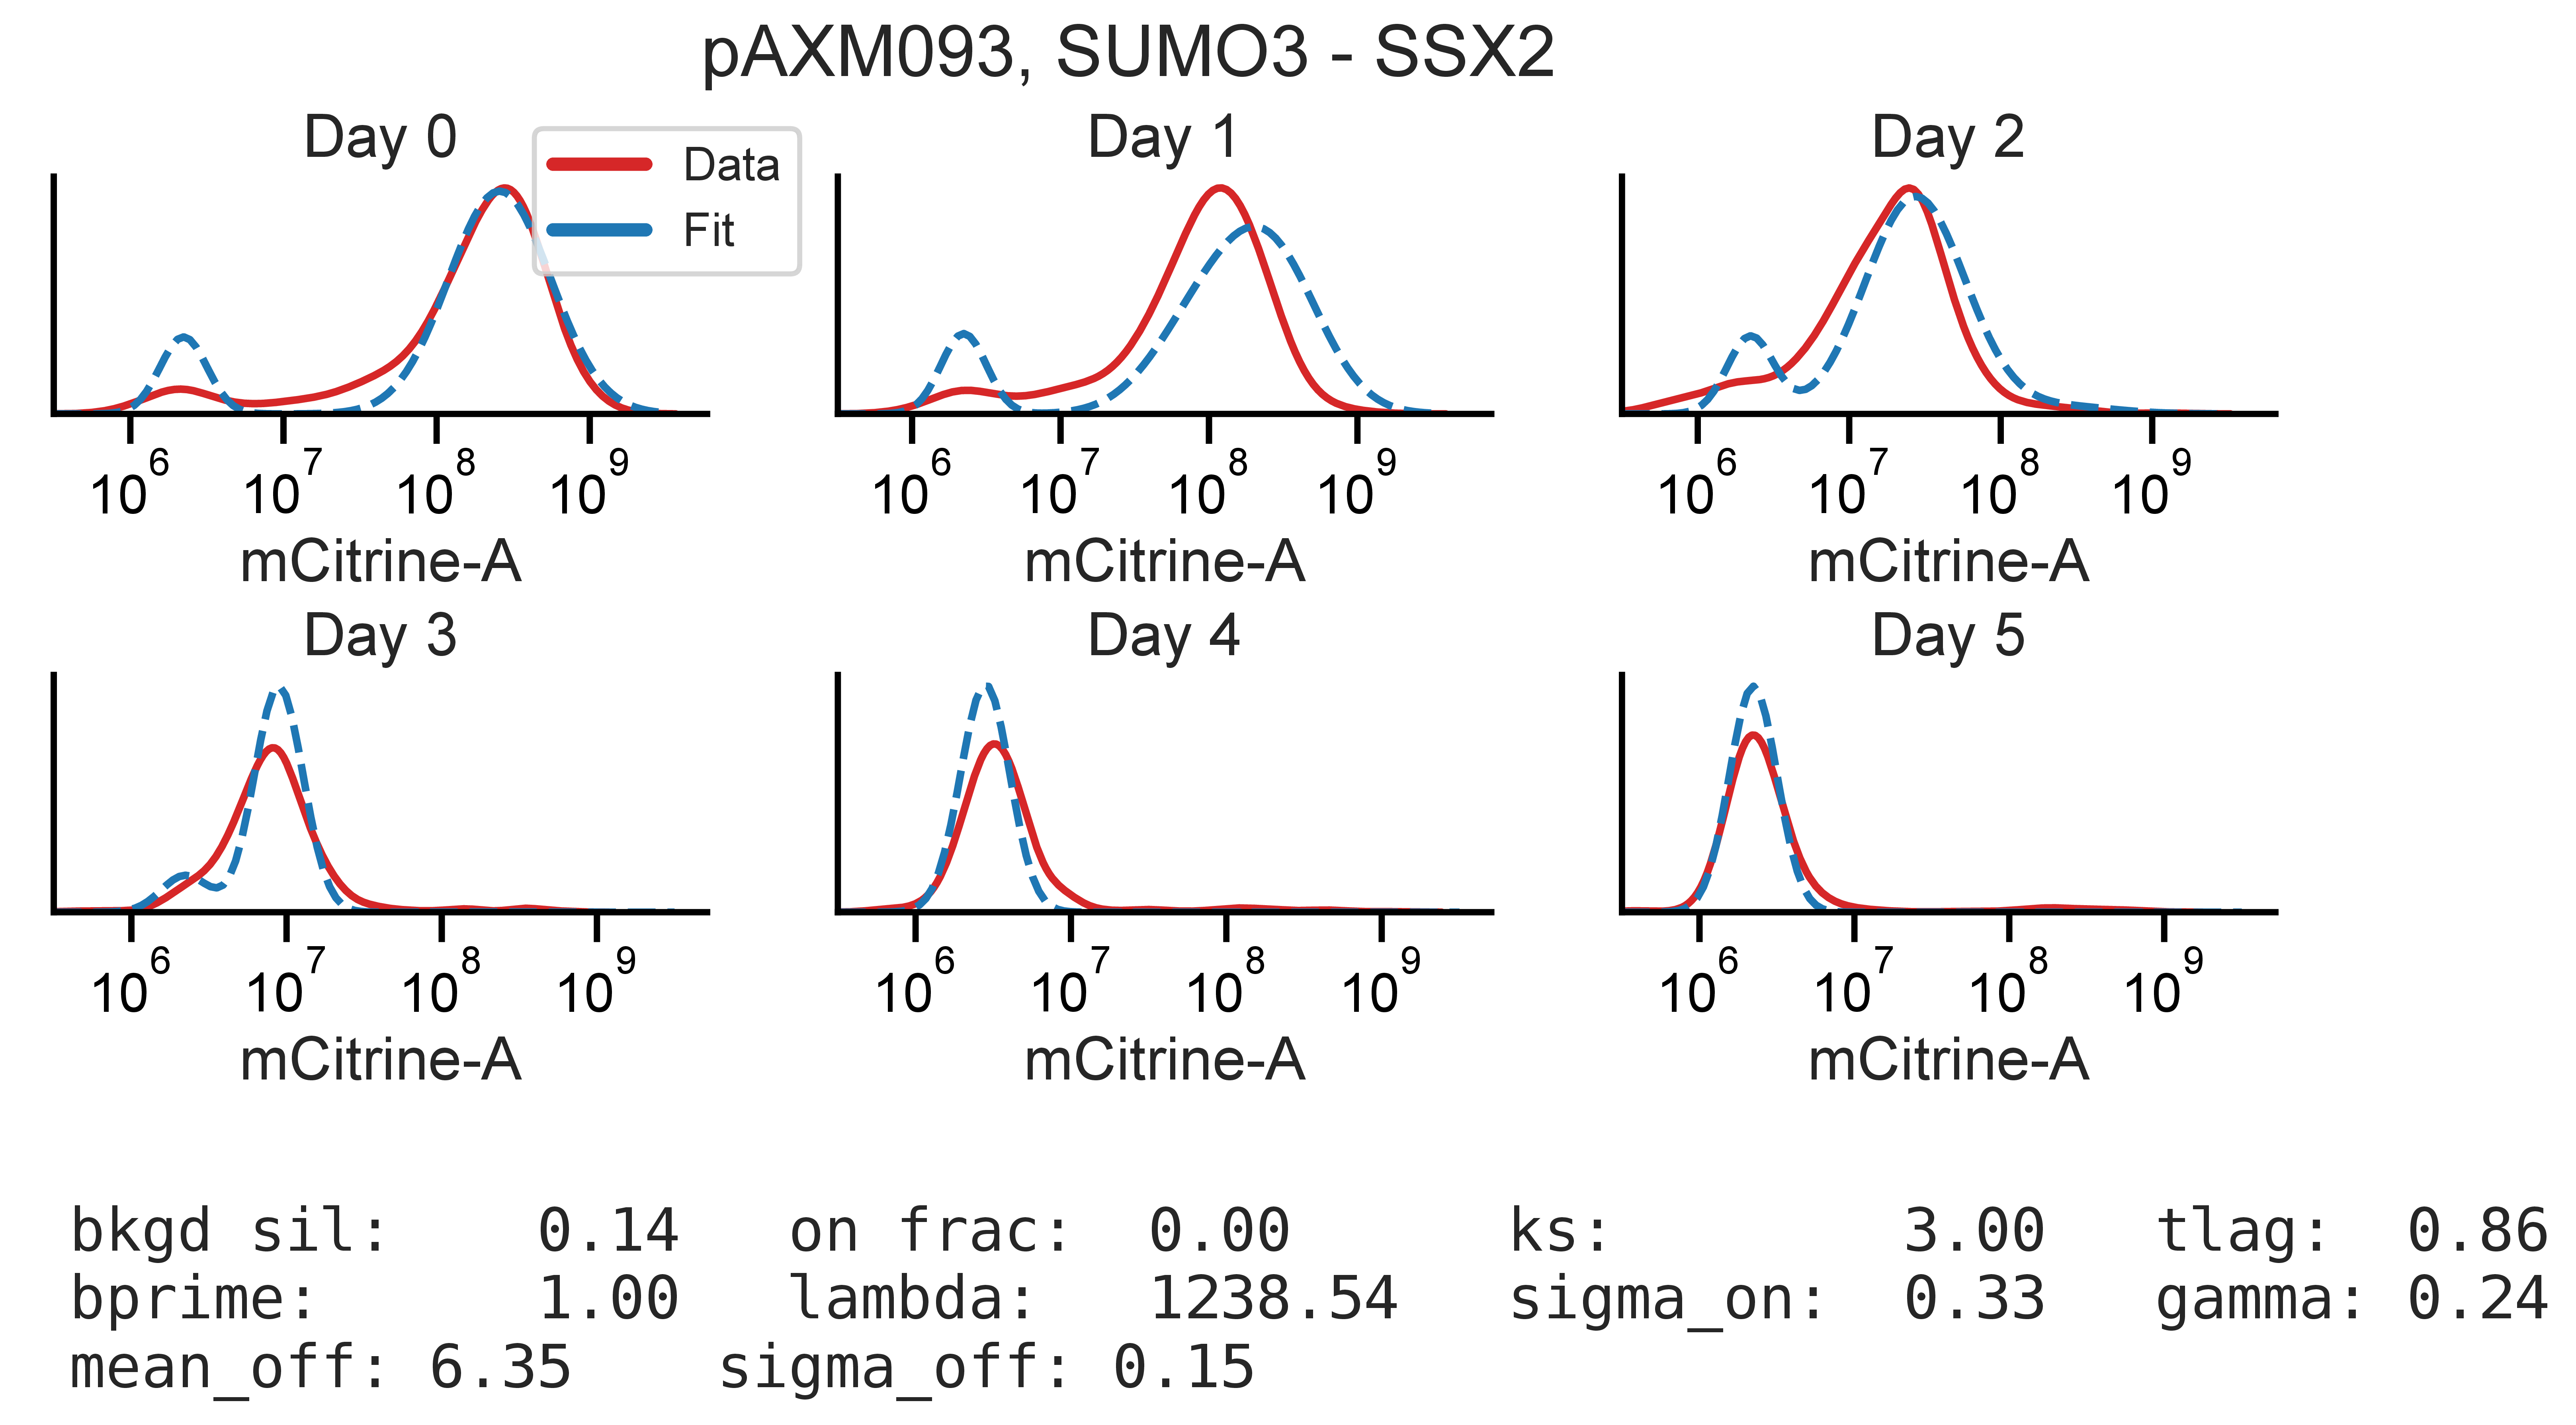 pAXM093, SUMO3 - SSX2
Day 0
Data
Fit
Day 1
Day 2
10^6 10^7 10^8 10^9
10^6 10^7 10^8 10^9
10^6 10^7 10^8 10^9
mCitrine-A
mCitrine-A
mCitrine-A
Day 3
Day 4
Day 5
10^6 10^7 10^8 10^9
10^6 10^7 10^8 10^9
10^6 10^7 10^8 10^9
mCitrine-A
mCitrine-A
mCitrine-A
bkgd sil: 0.14 on frac: 0.00 ks: 3.00 tlag: 0.86
bprime: 1.00 lambda: 1238.54 sigma_on: 0.33 gamma: 0.24
mean_off: 6.35 sigma_off: 0.15